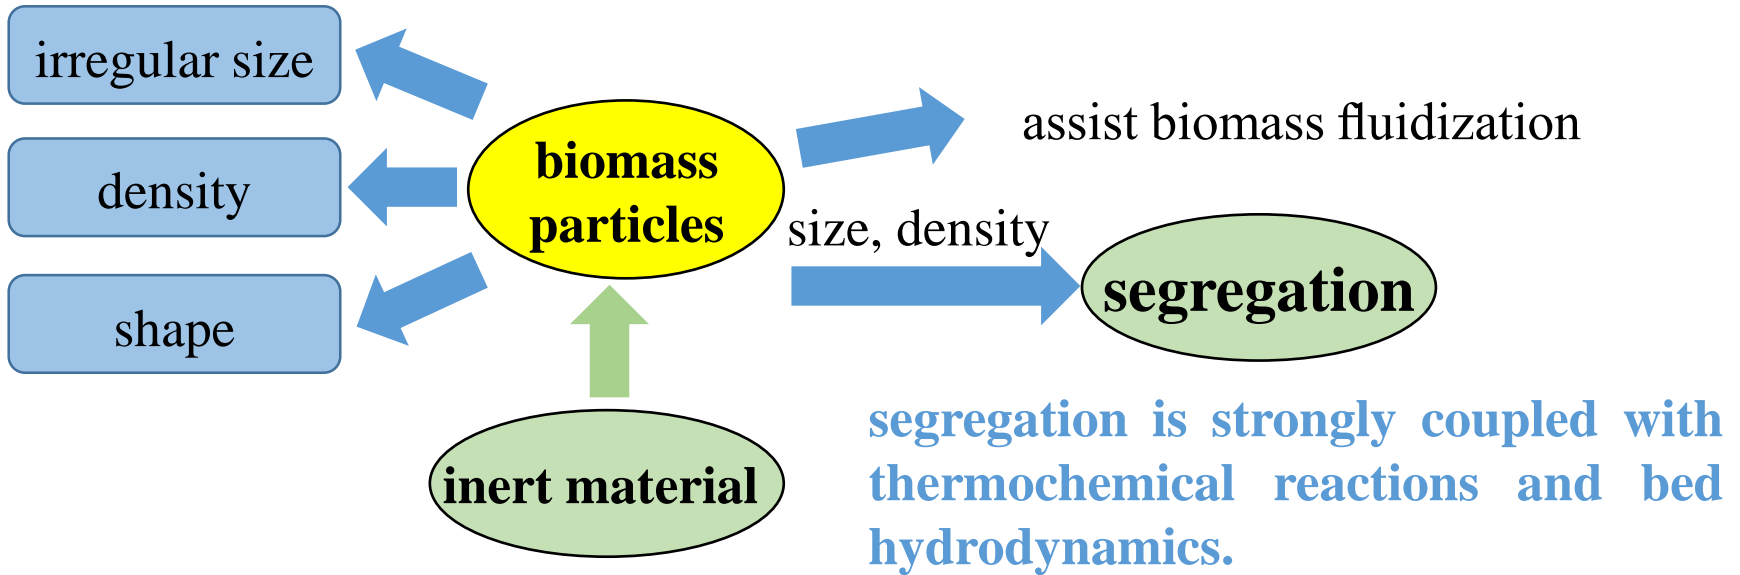 irregular size
density
shape
biomass
particles
inert material
assist biomass fluidization
size, density
segregation
segregation is strongly coupled with
thermochemical reactions and bed
hydrodynamics.